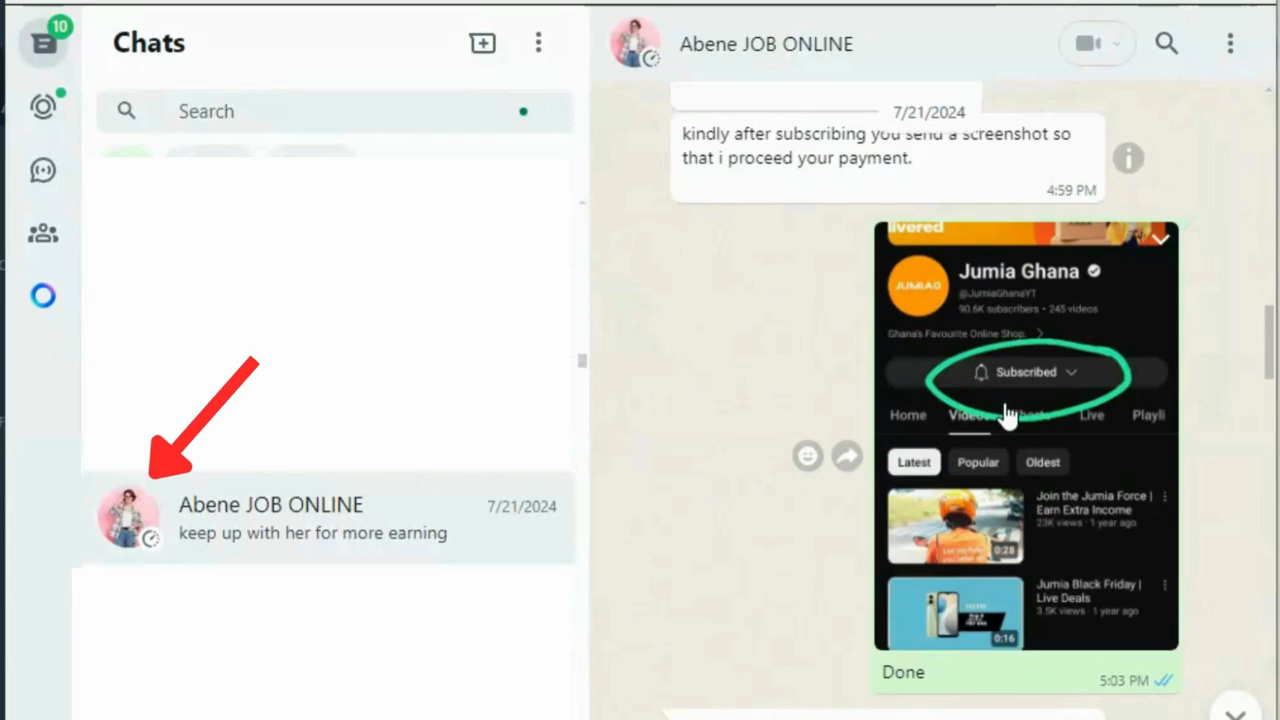 10
Chats
Search
Abene JOB ONLINE
7/21/2024
keep up with her for more earning
Abene JOB ONLINE
7/21/2024
kindly after subscribing you send a screenshot so
that i proceed your payment.
4:59 PM
livered
Jumia Ghana
JUMIA
@JumiaGhanaYT
90.6K subscribers • 245 videos
Ghana's Favourite Online Shop.
Subscribed
Home Videos Live Playli
Latest Popular Oldest
Join the Jumia Force |
Earn Extra Income
23K views · 1 year ago
0:28
Jumia Black Friday |
Live Deals
3.5K views · 1 year ago
0:16
Done
5:03 PM